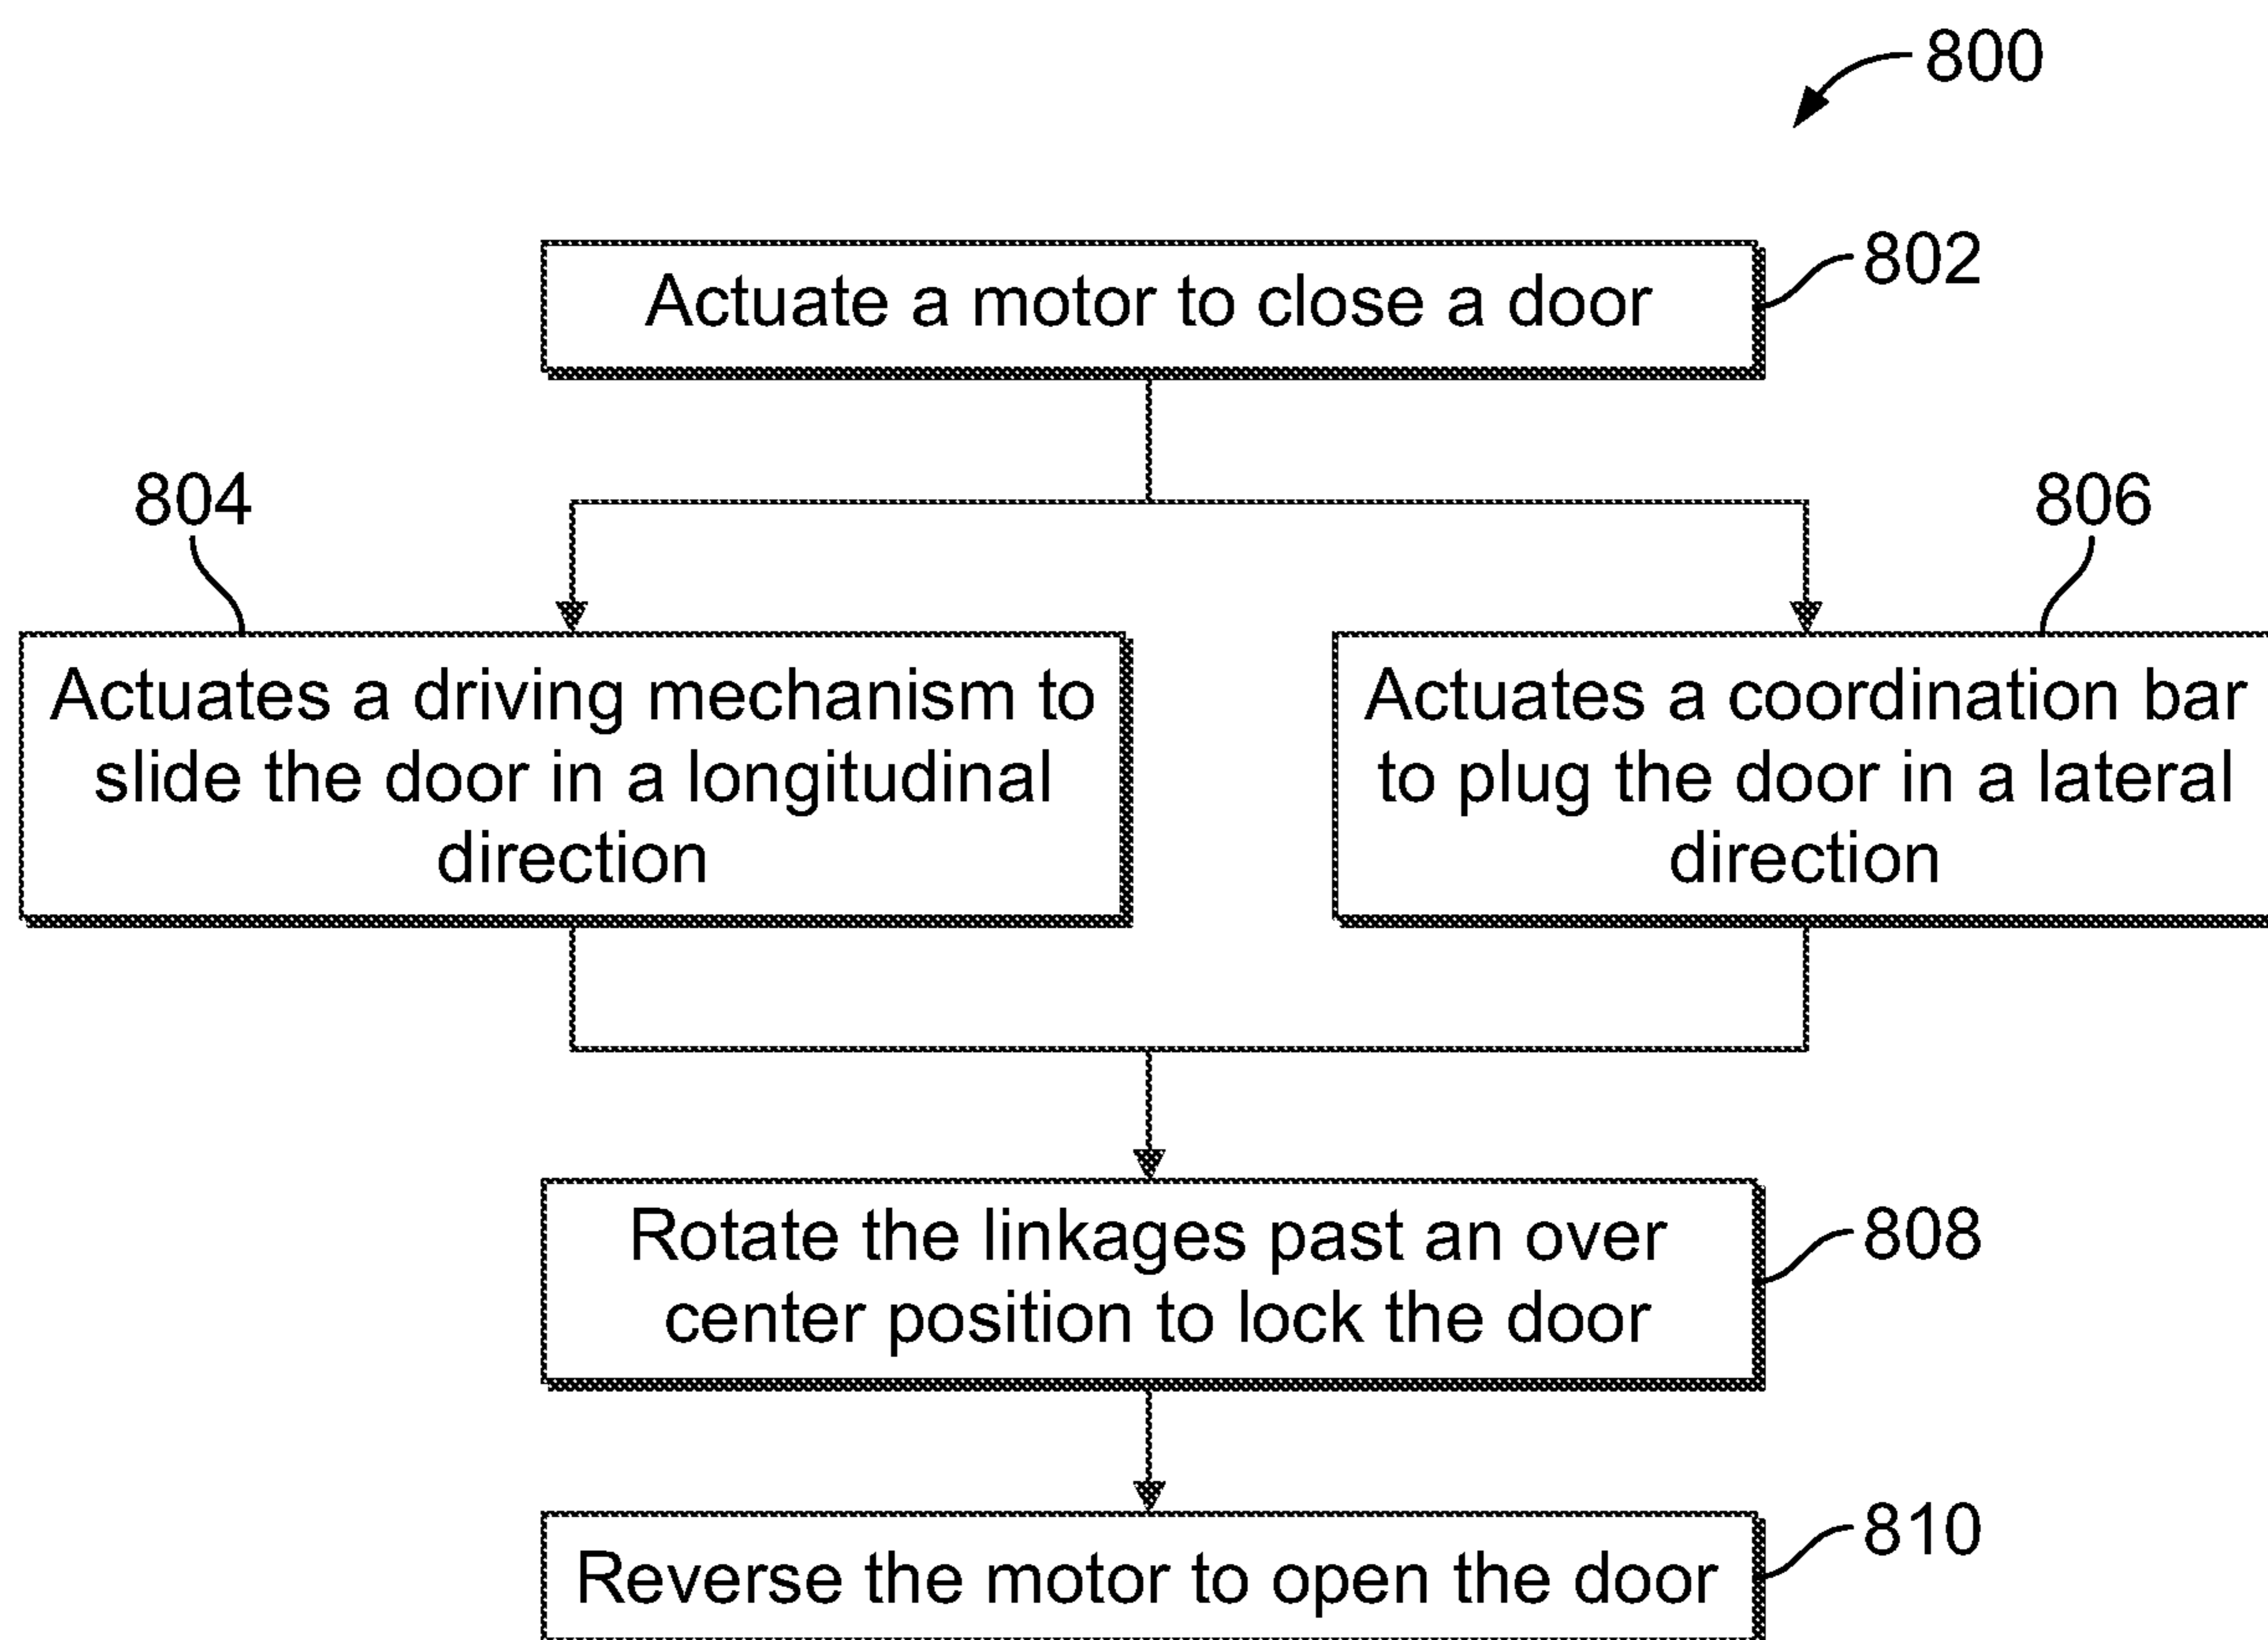 800
Actuate a motor to close a door
802
804
806
Actuates a driving mechanism to
slide the door in a longitudinal
direction
Actuates a coordination bar
to plug the door in a lateral
direction
Rotate the linkages past an over
center position to lock the door
808
Reverse the motor to open the door
810